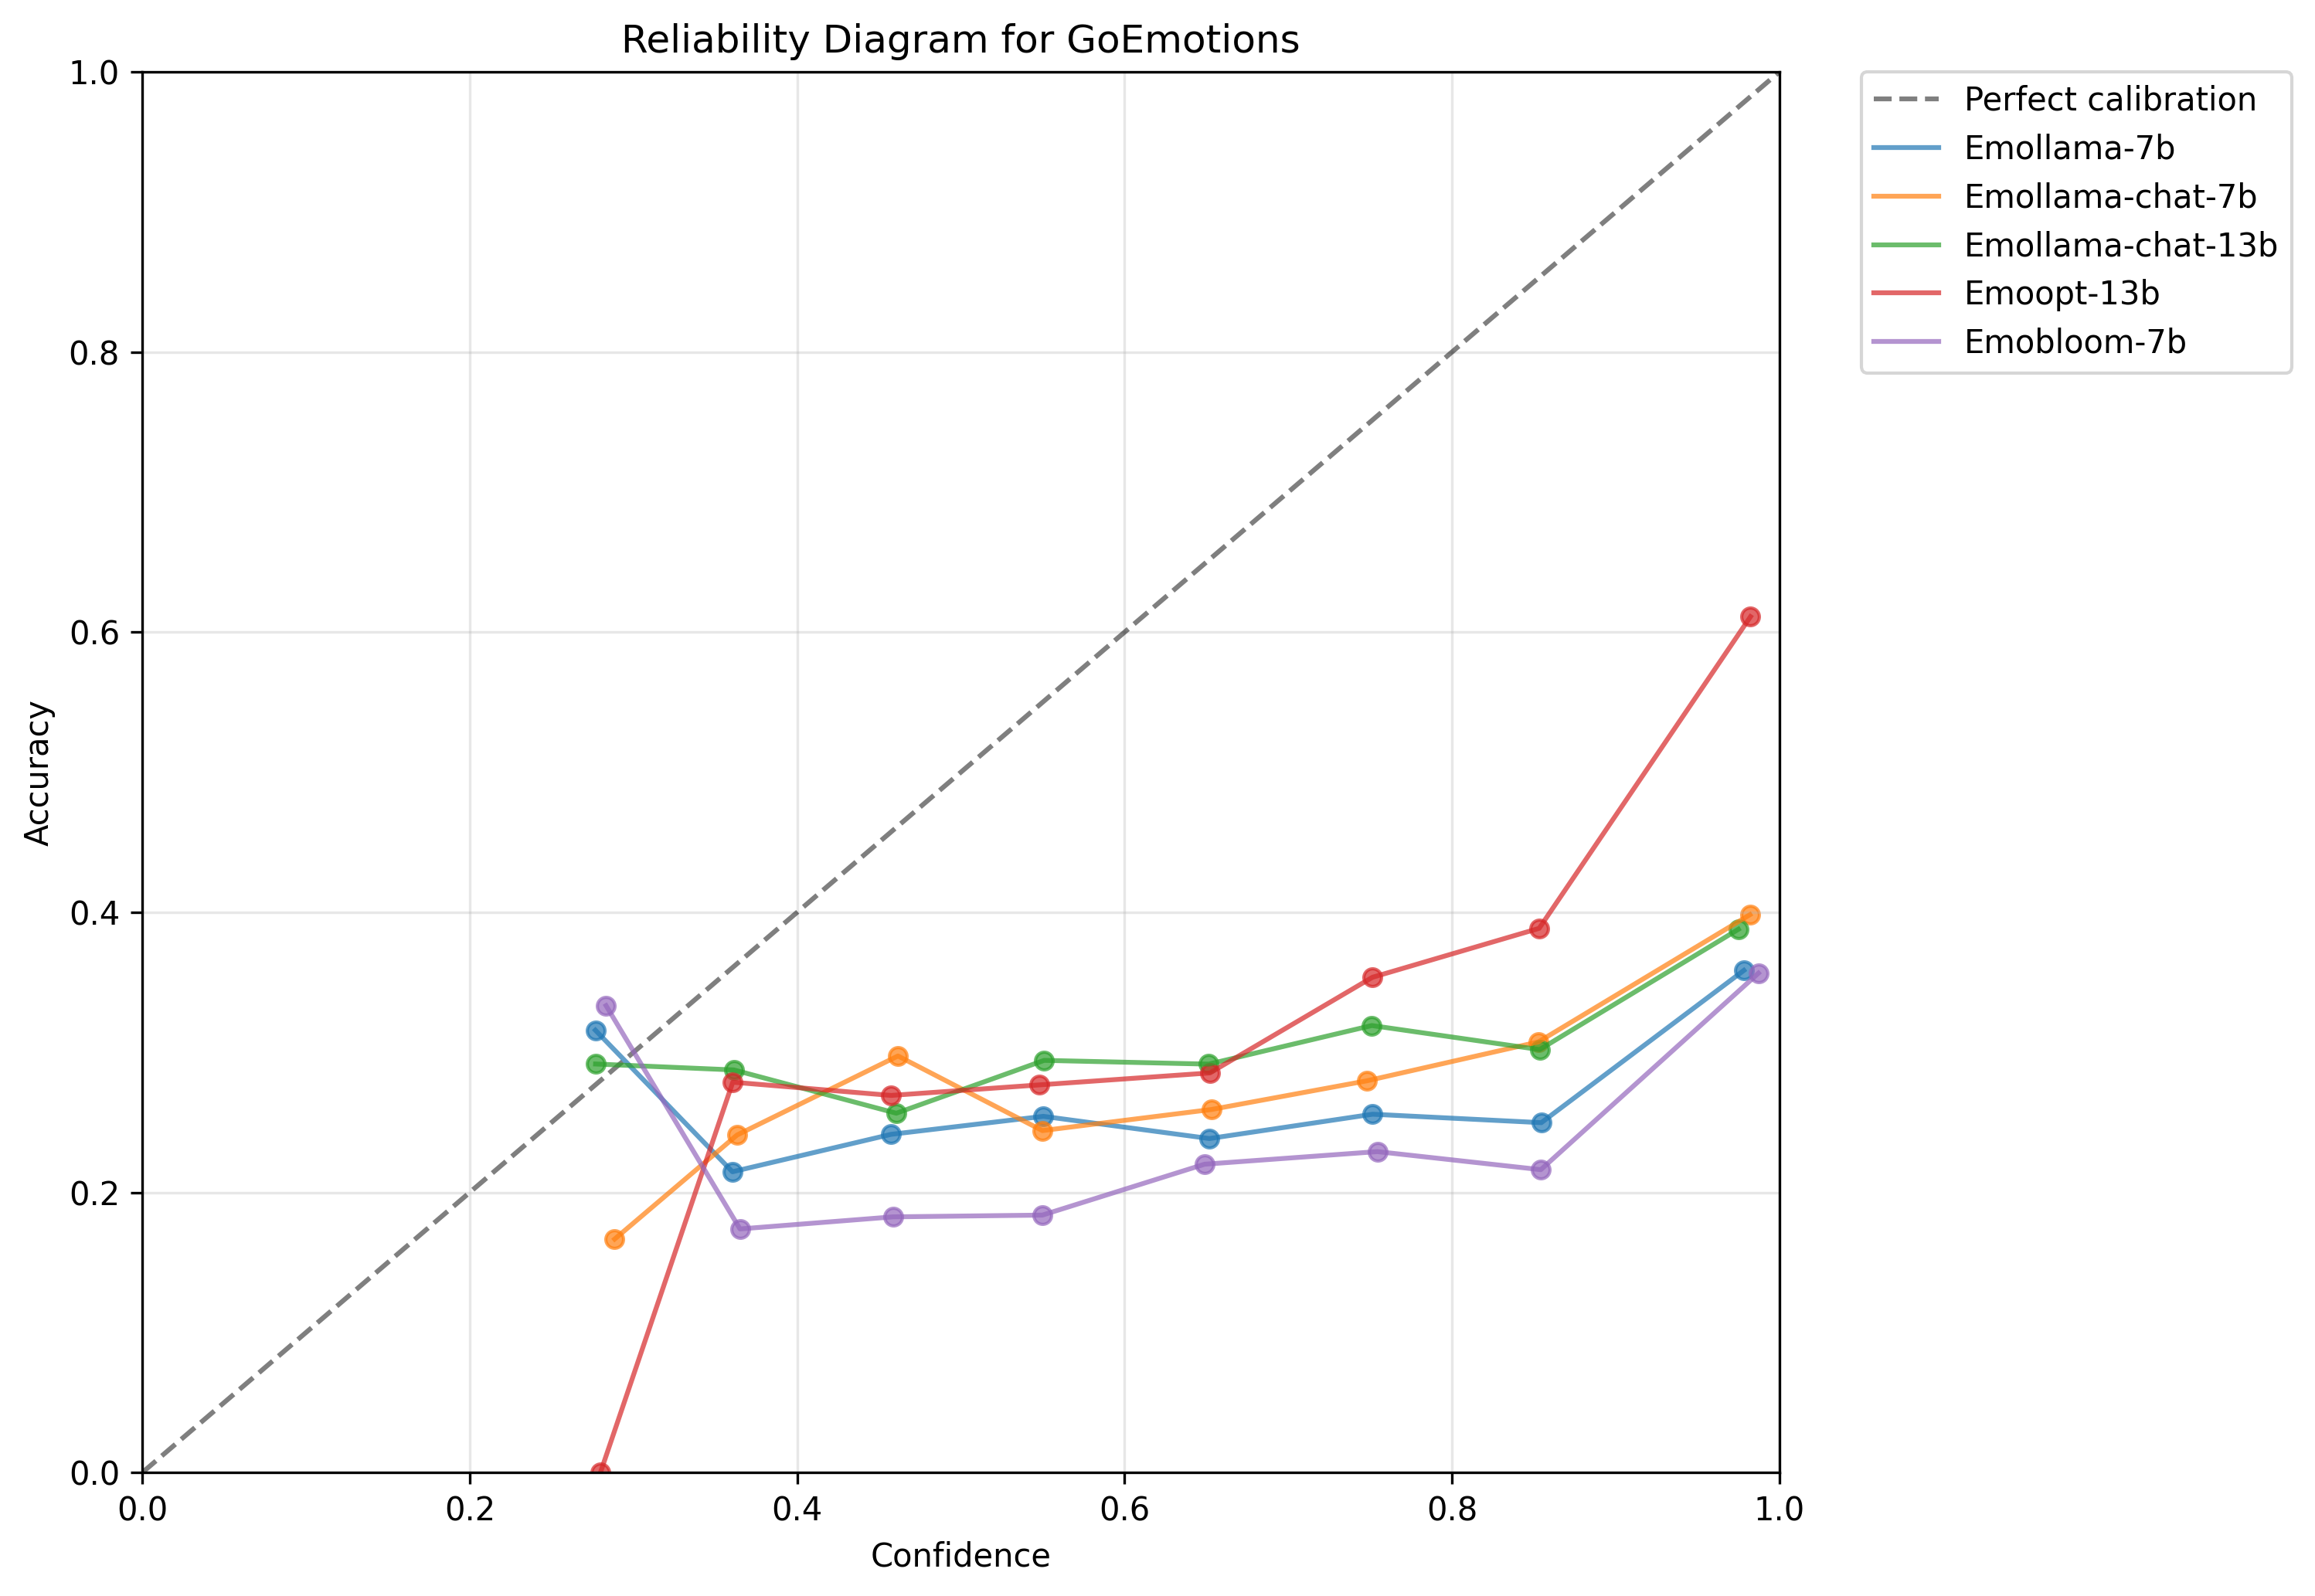 Reliability Diagram for GoEmotions
1.0
0.8
0.6
0.4
0.2
0.0
Accuracy
0.0 0.2 0.4 0.6 0.8 1.0
Confidence
Perfect calibration
Emollama-7b
Emollama-chat-7b
Emollama-chat-13b
Emoopt-13b
Emobloom-7b